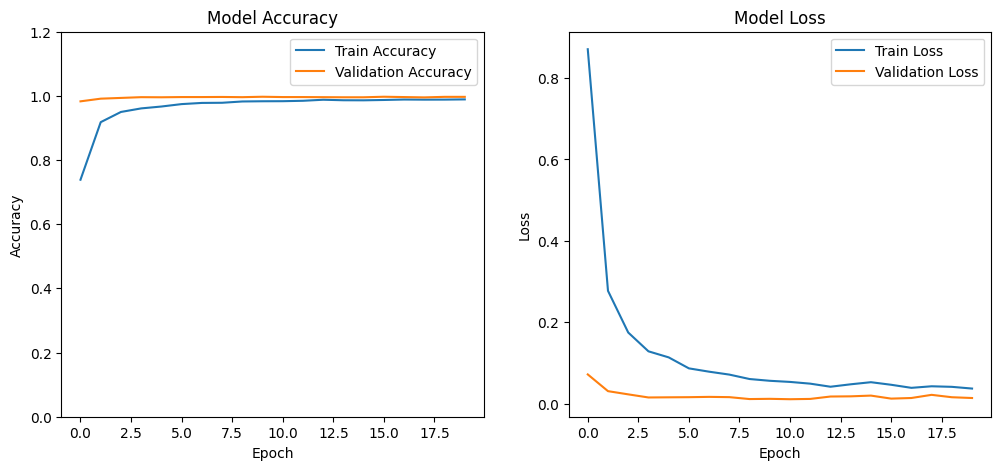 Model Accuracy
1.2
1.0
0.8
0.6
0.4
0.2
0.0
Accuracy
0.0 2.5 5.0 7.5 10.0 12.5 15.0 17.5
Epoch
Train Accuracy
Validation Accuracy
Model Loss
0.8
0.6
0.4
0.2
0.0
Loss
0.0 2.5 5.0 7.5 10.0 12.5 15.0 17.5
Epoch
Train Loss
Validation Loss